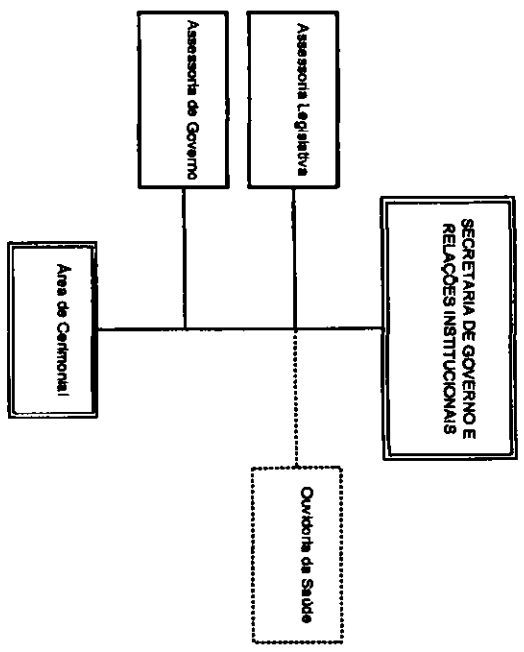 SECRETARIA DE GOVERNO E
RELAÇÕES INSTITUCIONAIS
Assessoria Legislativa
Ouvidoria da Saúde
Assessoria de Governo
Área de Cerimonial